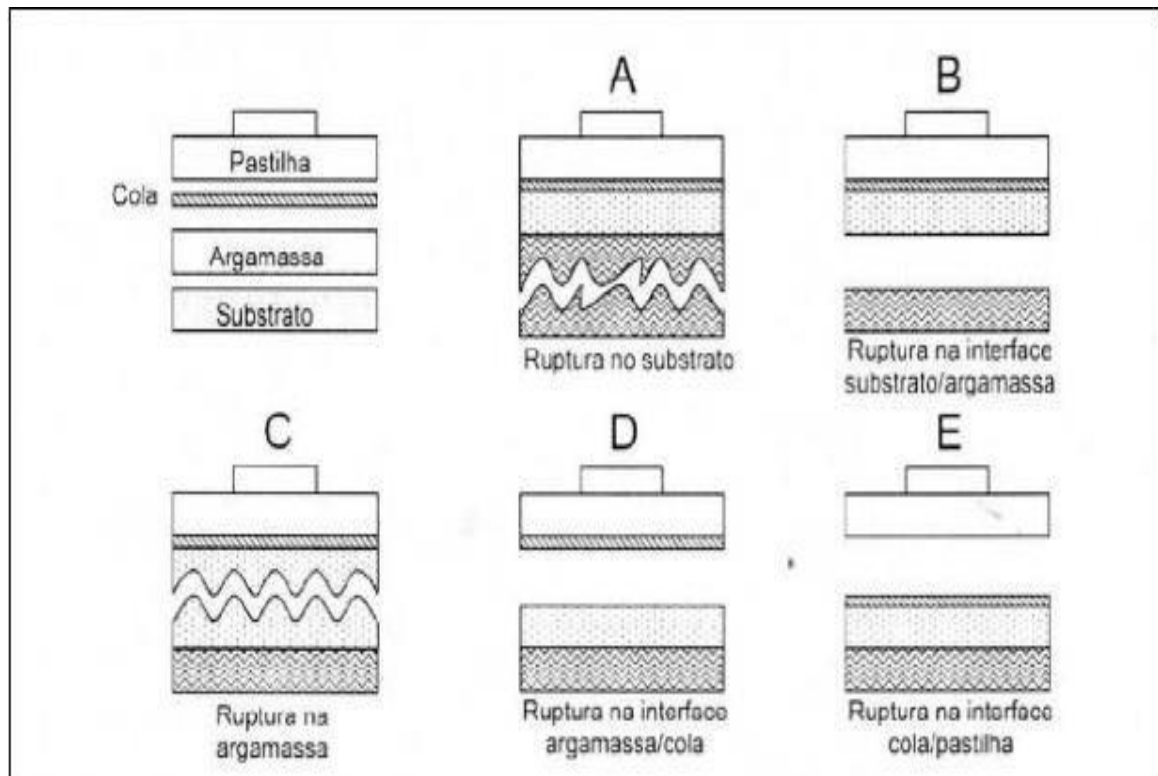 A
B
Pastilha
Cola
Argamassa
Substrato
Ruptura no substrato
Ruptura na interface
substrato/argamassa
C
D
E
Ruptura na
argamassa
Ruptura na interface
argamassa/cola
Ruptura na interface
cola/pastilha